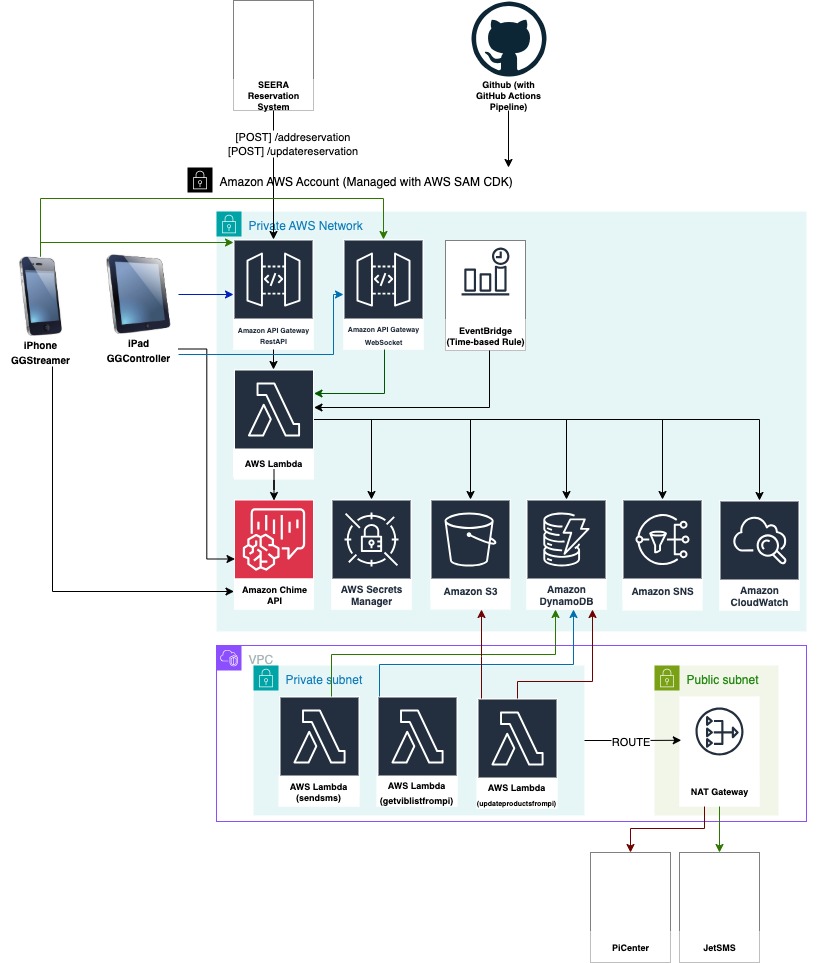 SEERA
Reservation
System
Github (with
GitHub Actions
Pipeline)
[POST] /addreservation
[POST] /updatereservation
Amazon AWS Account (Managed with AWS SAM CDK)
Private AWS Network
iPhone
GGStreamer
iPad
GGController
Amazon API Gateway
RestAPI
Amazon API Gateway
WebSocket
EventBridge
(Time-based Rule)
AWS Lambda
Amazon Chime
API
AWS Secrets
Manager
Amazon S3
Amazon
DynamoDB
Amazon SNS
Amazon
CloudWatch
VPC
Private subnet
Public subnet
AWS Lambda
(sendsms)
AWS Lambda
(getviblistfrompi)
AWS Lambda
(updateproductsfrompi)
ROUTE
NAT Gateway
PiCenter
JetSMS